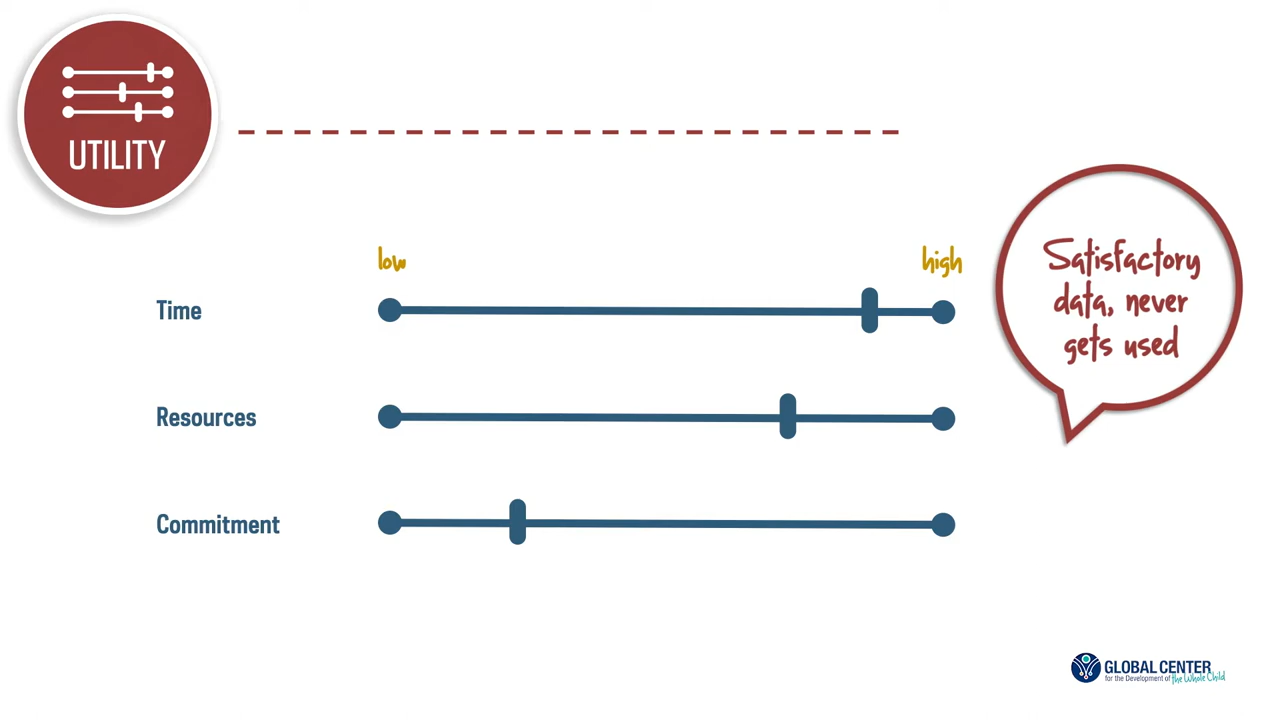 UTILITY
low
high
Time
Resources
Commitment
Satisfactory
data, never
gets used
GLOBAL CENTER
for the Development of the Whole Child